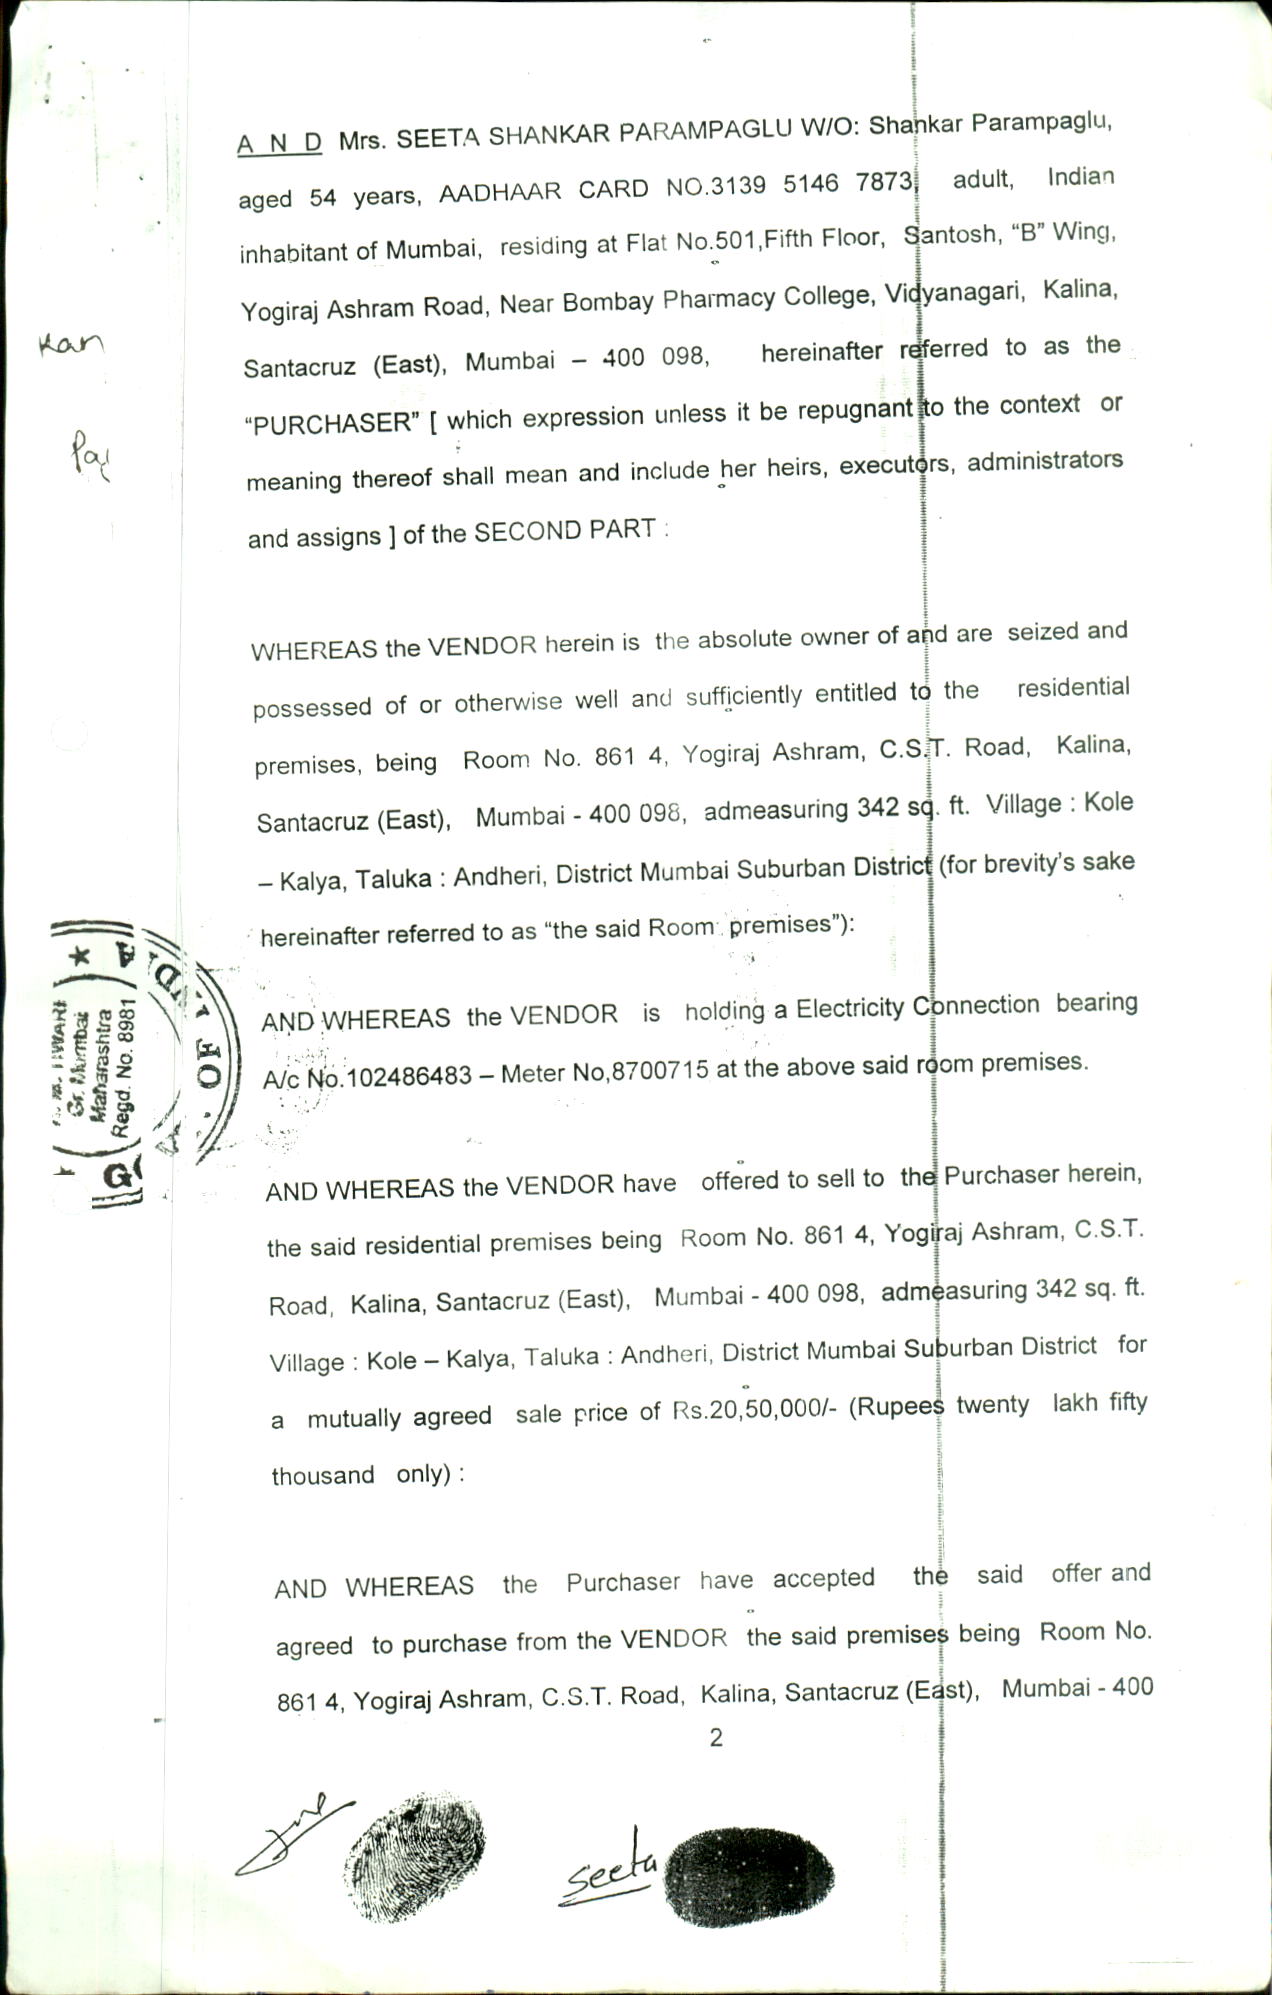 A N D Mrs. SEETA SHANKAR PARAMPAGLU W/O: Shankar Parampaglu,
aged 54 years, AADHAAR CARD NO.3139 5146 7873, adult, Indian
inhabitant of Mumbai, residing at Flat No.501,Fifth Floor, Santosh, “B” Wing,
Yogiraj Ashram Road, Near Bombay Pharmacy College, Vidyanagari, Kalina,
Santacruz (East), Mumbai – 400 098, hereinafter referred to as the
“PURCHASER” [ which expression unless it be repugnant to the context or
meaning thereof shall mean and include her heirs, executors, administrators
and assigns ] of the SECOND PART :
WHEREAS the VENDOR herein is the absolute owner of and are seized and
possessed of or otherwise well and sufficiently entitled to the residential
premises, being Room No. 861 4, Yogiraj Ashram, C.S.T. Road, Kalina,
Santacruz (East), Mumbai - 400 098, admeasuring 342 sq. ft. Village : Kole
– Kalya, Taluka : Andheri, District Mumbai Suburban District (for brevity’s sake
hereinafter referred to as “the said Room premises”):
AND WHEREAS the VENDOR is holding a Electricity Connection bearing
A/c No.102486483 – Meter No,8700715 at the above said room premises.
AND WHEREAS the VENDOR have offered to sell to the Purchaser herein,
the said residential premises being Room No. 861 4, Yogiraj Ashram, C.S.T.
Road, Kalina, Santacruz (East), Mumbai - 400 098, admeasuring 342 sq. ft.
Village : Kole – Kalya, Taluka : Andheri, District Mumbai Suburban District for
a mutually agreed sale price of Rs.20,50,000/- (Rupees twenty lakh fifty
thousand only) :
AND WHEREAS the Purchaser have accepted the said offer and
agreed to purchase from the VENDOR the said premises being Room No.
861 4, Yogiraj Ashram, C.S.T. Road, Kalina, Santacruz (East), Mumbai - 400
2
Gr. Mumbai
Maharashtra
Regd. No. 8981
OF
seeta